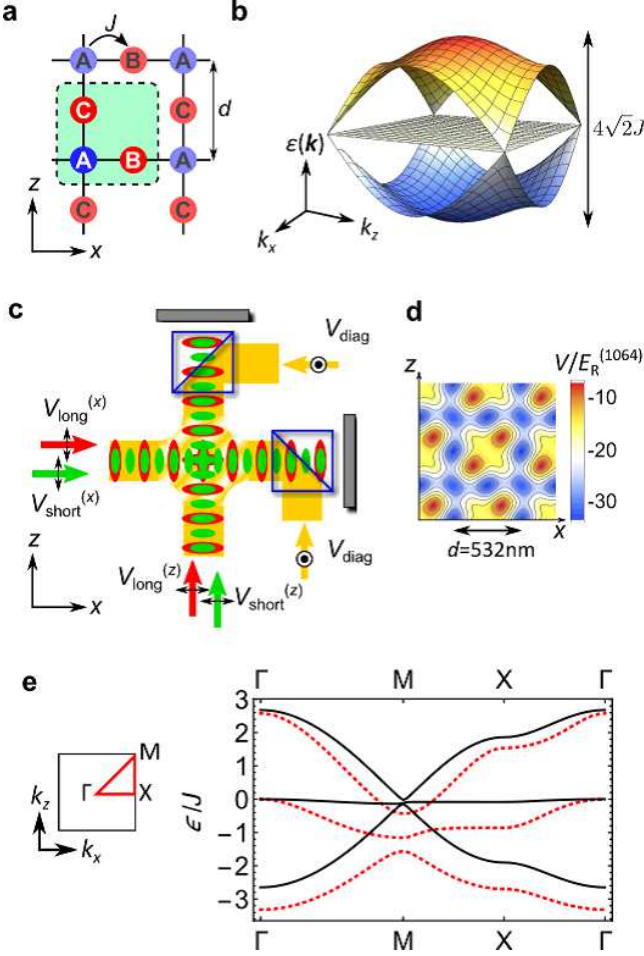 a
J
A B A
C C
d
A B A
C C
z
x
b
ε(k)
k_x
k_z
4√2J
c
V_diag
V_long^(x)
V_short^(x)
z
x
V_long^(z)
V_short^(z)
V_diag
d
V/E_R^(1064)
z
-10
-20
-30
x
d=532nm
e
Γ M X Γ
M
Γ X
k_z
k_x
ε/J
3
2
1
0
-1
-2
-3
Γ M X Γ